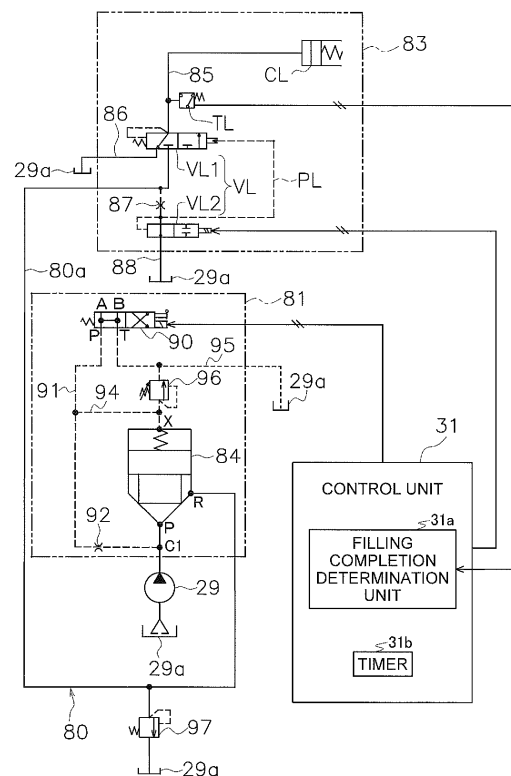 83
CL
85
TL
86
29a
VL1
VL
PL
87
VL2
88
29a
80a
81
A B
P T
90
95
91
96
29a
94
X
84
R
P
92
C1
29
29a
31
CONTROL UNIT
31a
FILLING
COMPLETION
DETERMINATION
UNIT
31b
TIMER
80
W
97
29a